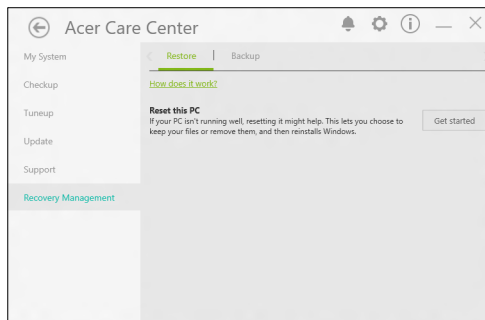 Acer Care Center
My System
Checkup
Tuneup
Update
Support
Recovery Management
Restore
Backup
How does it work?
Reset this PC
If your PC isn't running well, resetting it might help. This lets you choose to
keep your files or remove them, and then reinstalls Windows.
Get started